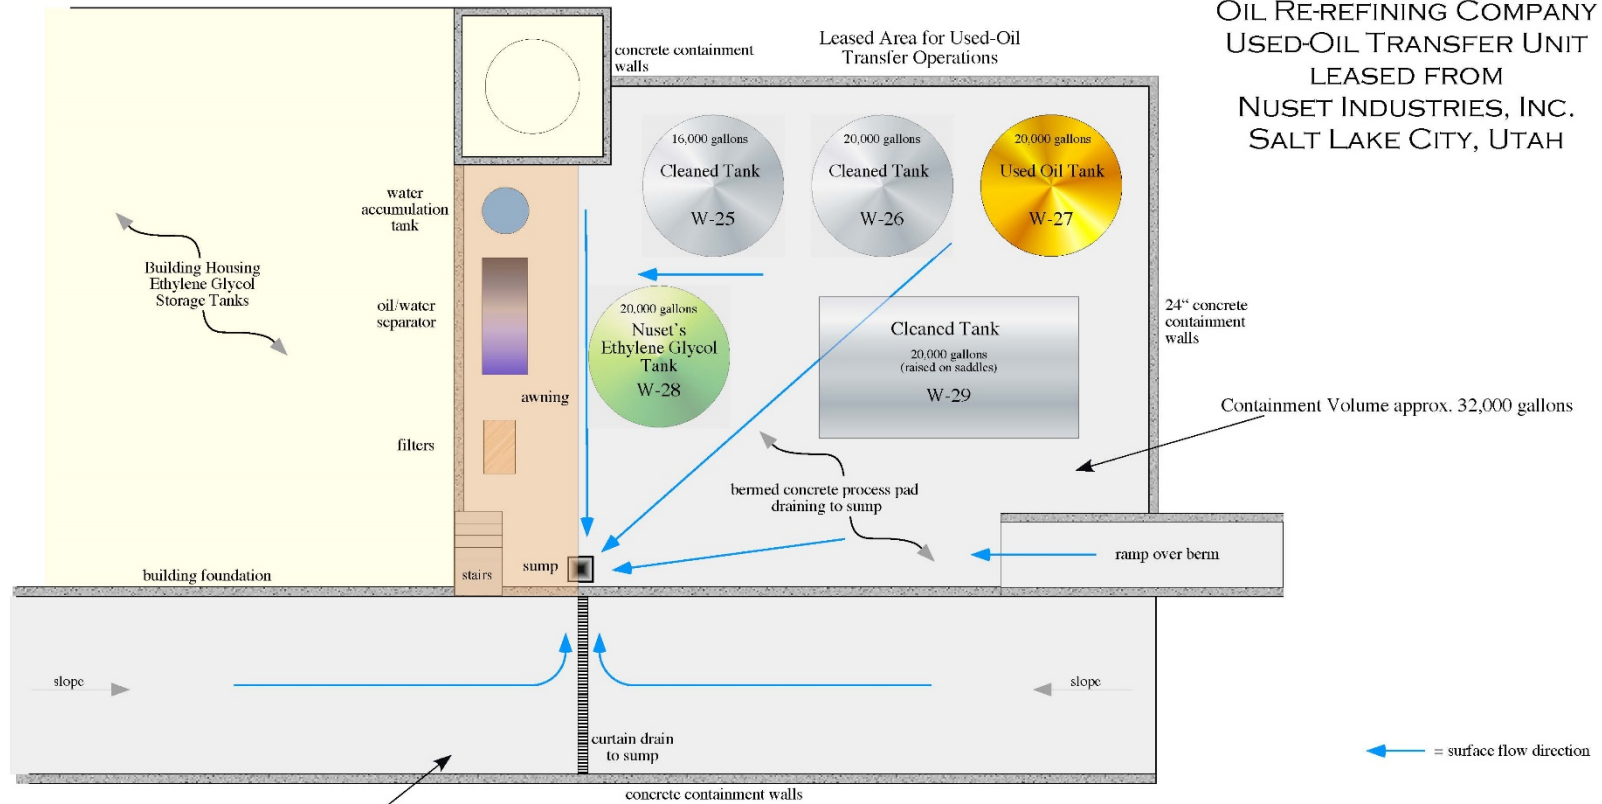 OIL RE-REFINING COMPANY
USED-OIL TRANSFER UNIT
LEASED FROM
NUSET INDUSTRIES, INC.
SALT LAKE CITY, UTAH
Leased Area for Used-Oil
Transfer Operations
concrete containment
walls
16,000 gallons
Cleaned Tank
W-25
20,000 gallons
Cleaned Tank
W-26
20,000 gallons
Used Oil Tank
W-27
water
accumulation
tank
Building Housing
Ethylene Glycol
Storage Tanks
oil/water
separator
20,000 gallons
Nuset's
Ethylene Glycol
Tank
W-28
Cleaned Tank
20,000 gallons
(raised on saddles)
W-29
24" concrete
containment
walls
awning
Containment Volume approx. 32,000 gallons
filters
bermed concrete process pad
draining to sump
ramp over berm
building foundation
stairs
sump
slope
slope
curtain drain
to sump
= surface flow direction
concrete containment walls